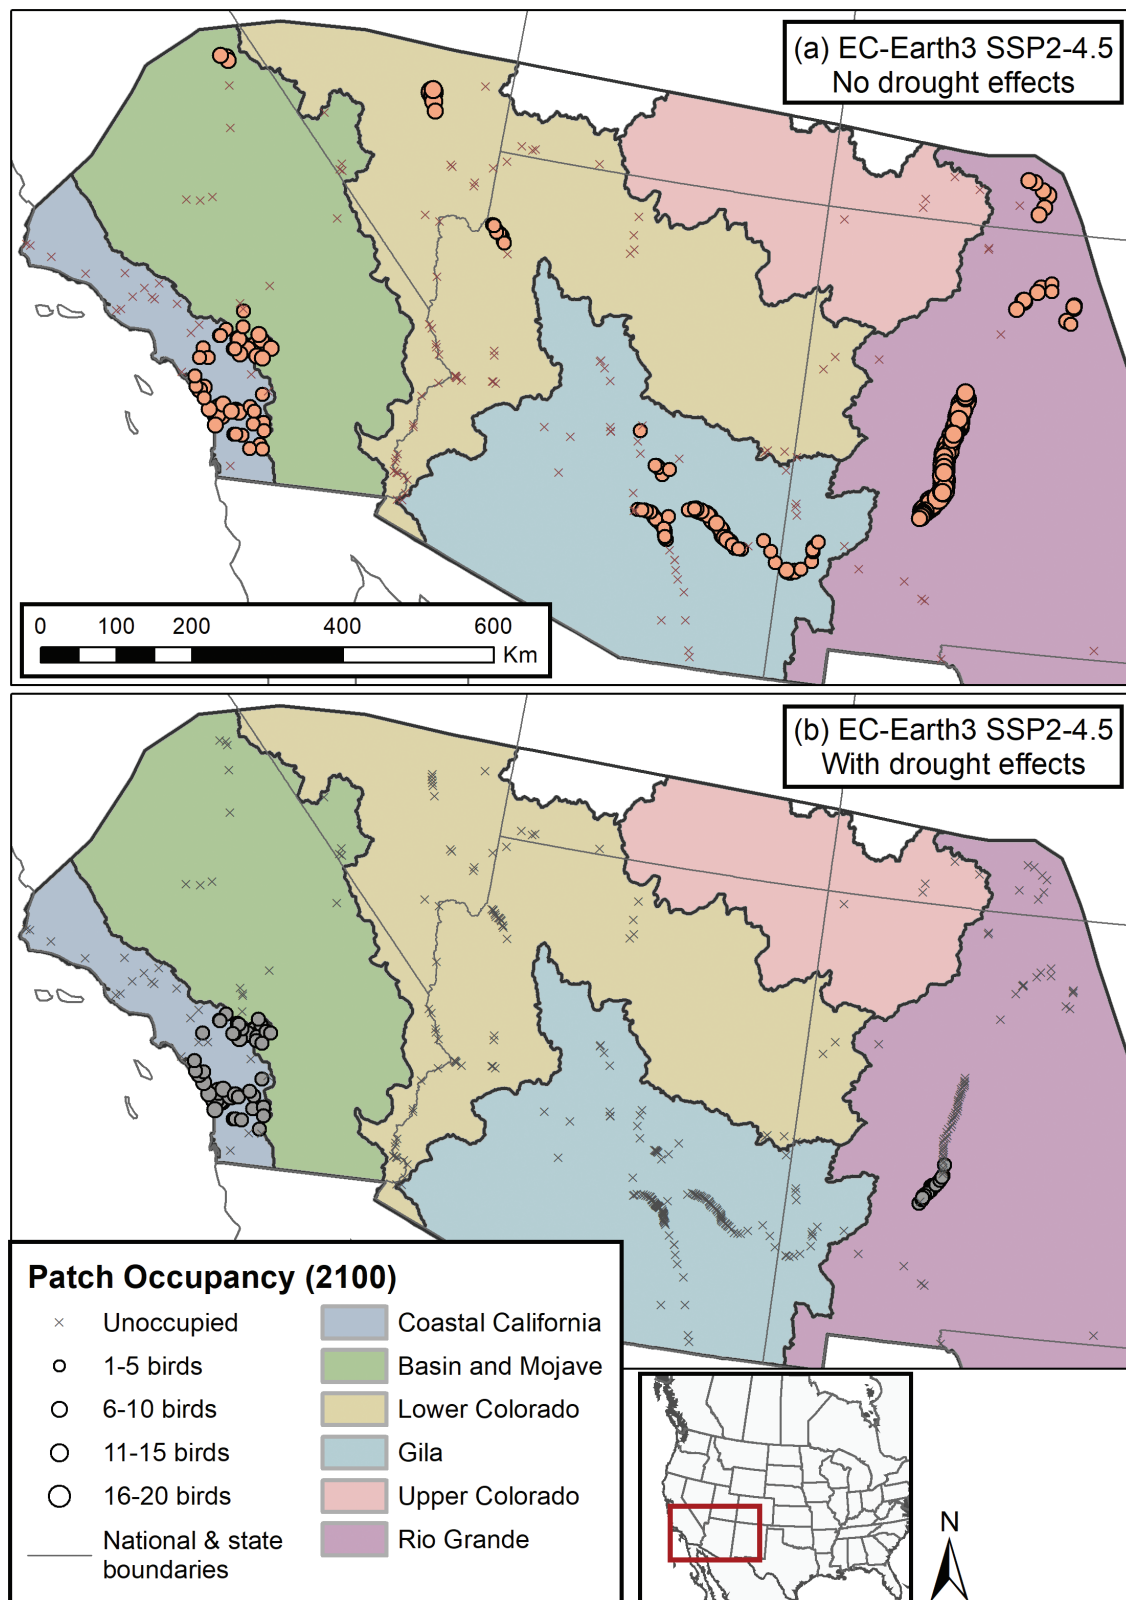 (a) EC-Earth3 SSP2-4.5
No drought effects
0 100 200 400 600
Km
(b) EC-Earth3 SSP2-4.5
With drought effects
Patch Occupancy (2100)
Unoccupied
1-5 birds
6-10 birds
11-15 birds
16-20 birds
National & state
boundaries
Coastal California
Basin and Mojave
Lower Colorado
Gila
Upper Colorado
Rio Grande
N